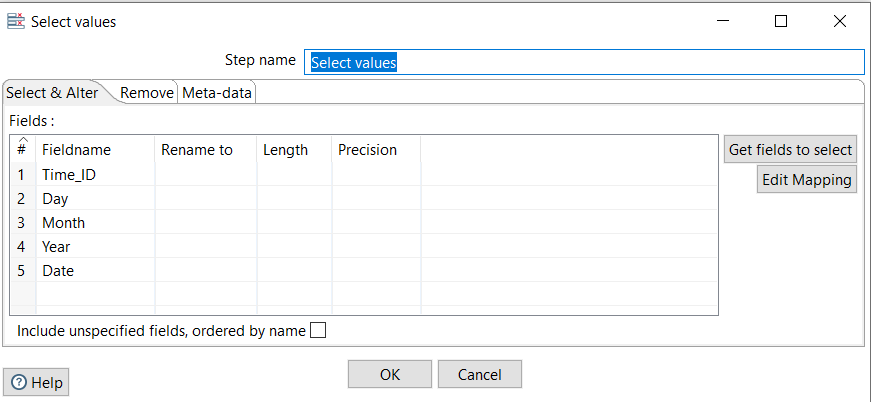 Select values
Step name Select values
Select & Alter Remove Meta-data
Fields :
# Fieldname Rename to Length Precision
1 Time_ID
2 Day
3 Month
4 Year
5 Date
Get fields to select
Edit Mapping
Include unspecified fields, ordered by name
Help
OK
Cancel